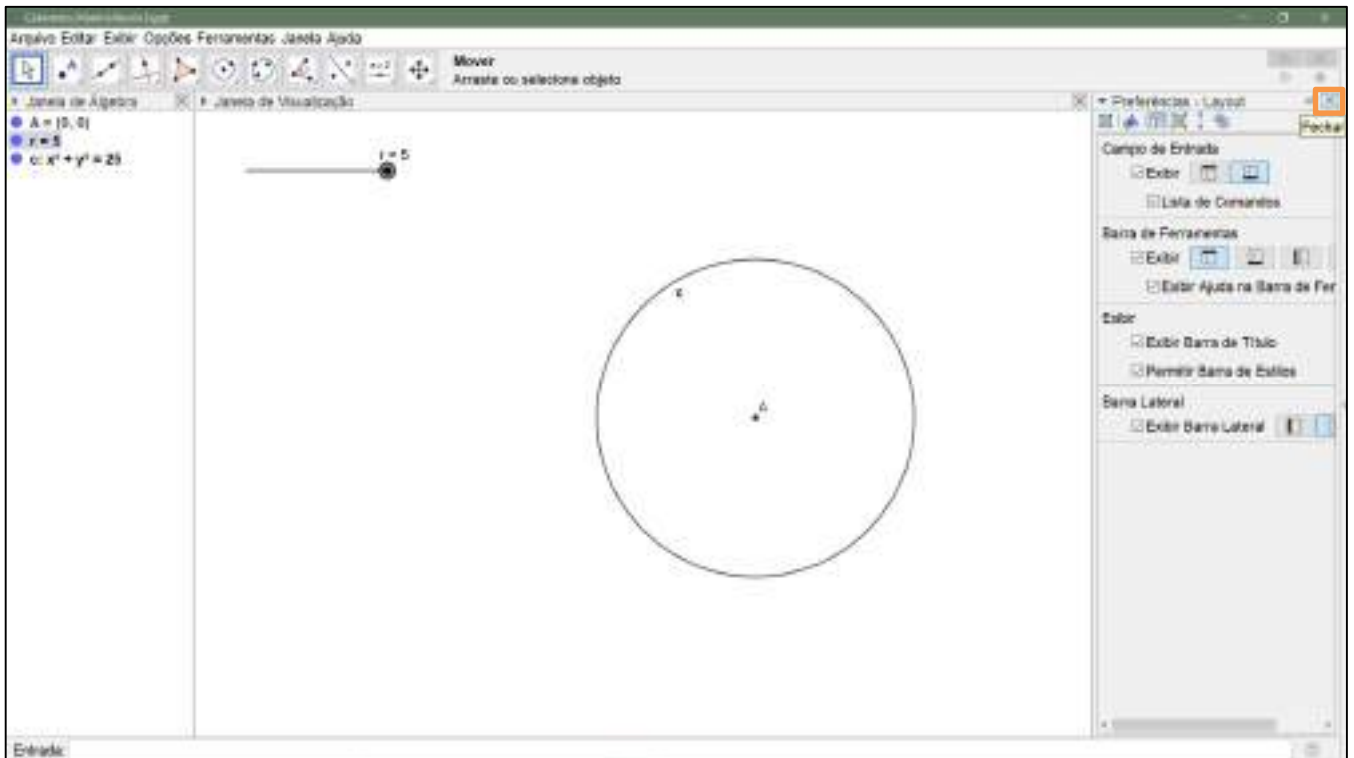 Arquivo Editar Exibir Opções Ferramentas Janela Ajuda
Mover
Arraste ou selecione objeto
Janela de Álgebra
Janela de Visualização
Preferências - Layout
Fechar
A = (0, 0)
r = 5
c: x² + y² = 25
r = 5
c
A
Campo de Entrada
Exibir
Lista de Comandos
Barra de Ferramentas
Exibir
Exibir Ajuda na Barra de Fer
Exibir
Exibir Barra de Título
Permitir Barra de Estilos
Barra Lateral
Exibir Barra Lateral
Entrada: